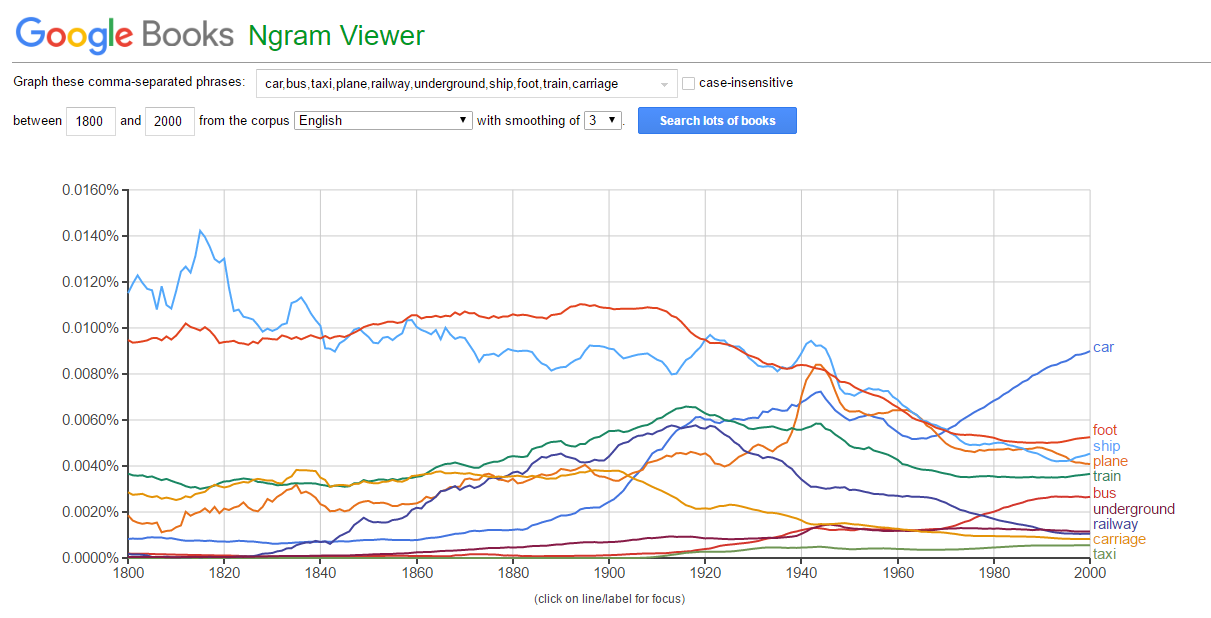 Google Books Ngram Viewer
Graph these comma-separated phrases: car,bus,taxi,plane,railway,underground,ship,foot,train,carriage case-insensitive
between 1800 and 2000 from the corpus English with smoothing of 3 . Search lots of books
0.0160%
0.0140%
0.0120%
0.0100%
0.0080%
0.0060%
0.0040%
0.0020%
0.0000%
car
foot
ship
plane
train
bus
underground
railway
carriage
taxi
1800 1820 1840 1860 1880 1900 1920 1940 1960 1980 2000
(click on line/label for focus)